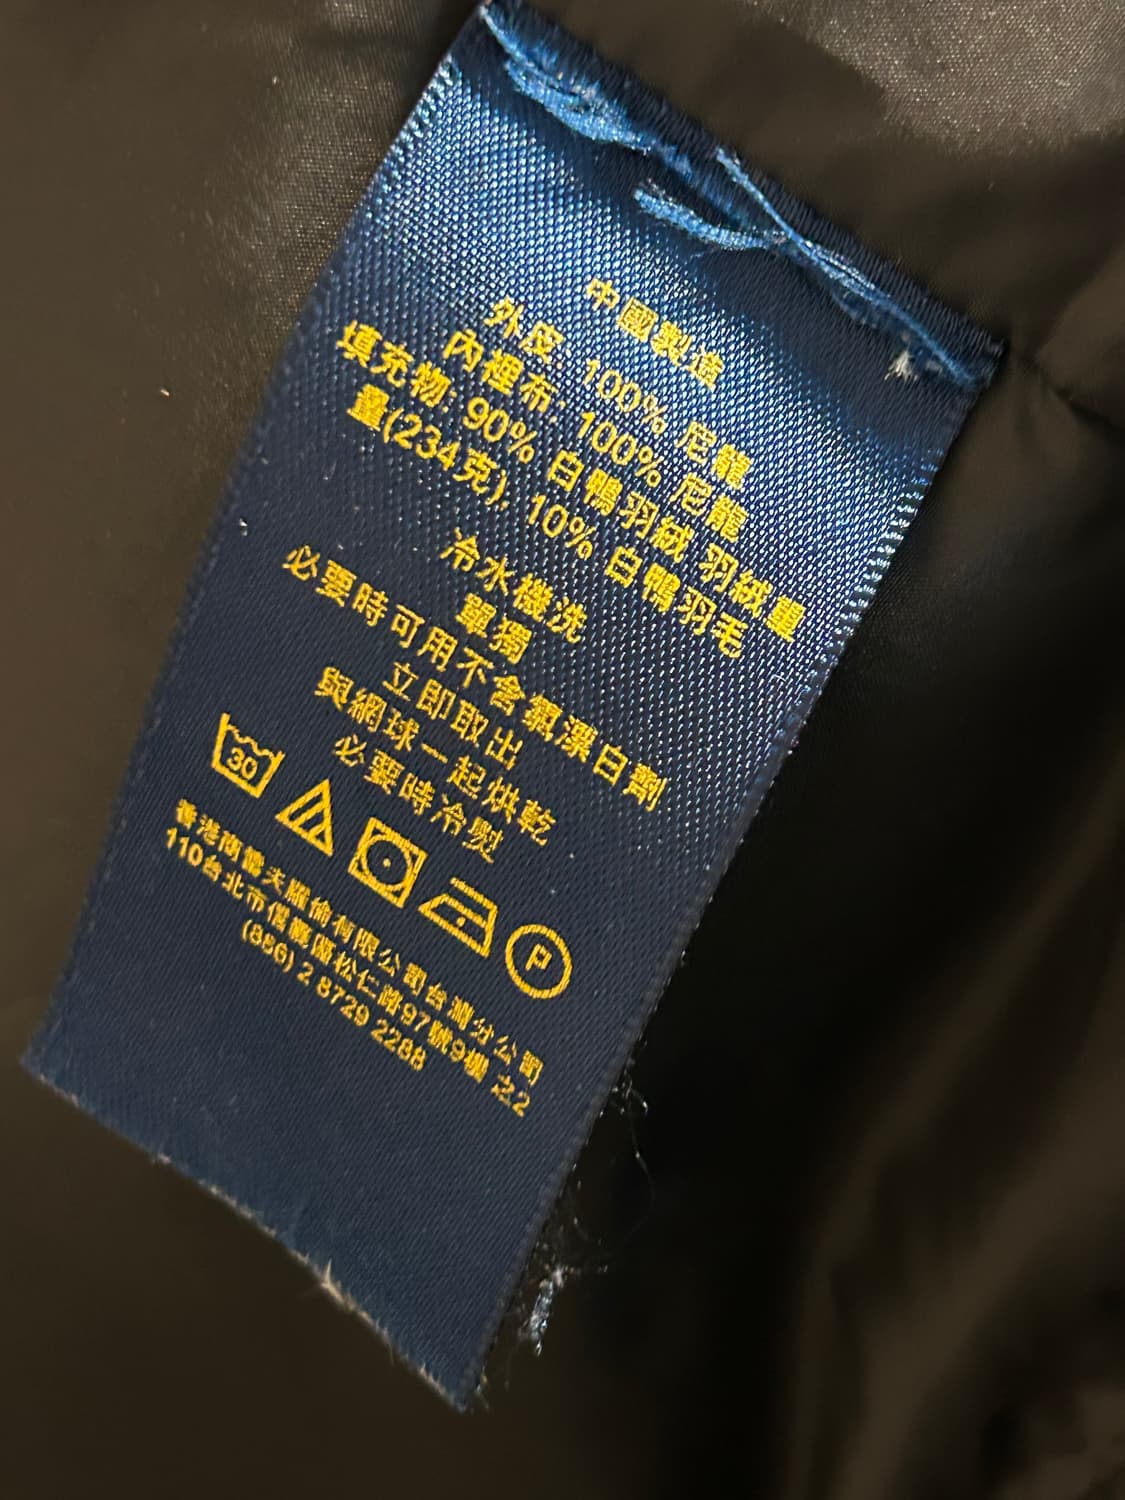 中國製造
外皮: 100% 尼龍
內裡布: 100% 尼龍
填充物: 90% 白鴨羽絨 羽絨量
量(234克), 10% 白鴨羽毛
冷水機洗
單獨
必要時可用不含氯漂白劑
立即取出
與網球一起烘乾
必要時冷熨
30
P
香港商雷夫羅倫有限公司台灣分公司
110台北市信義區松仁路97號9樓 之2
(886) 2 8729 2288